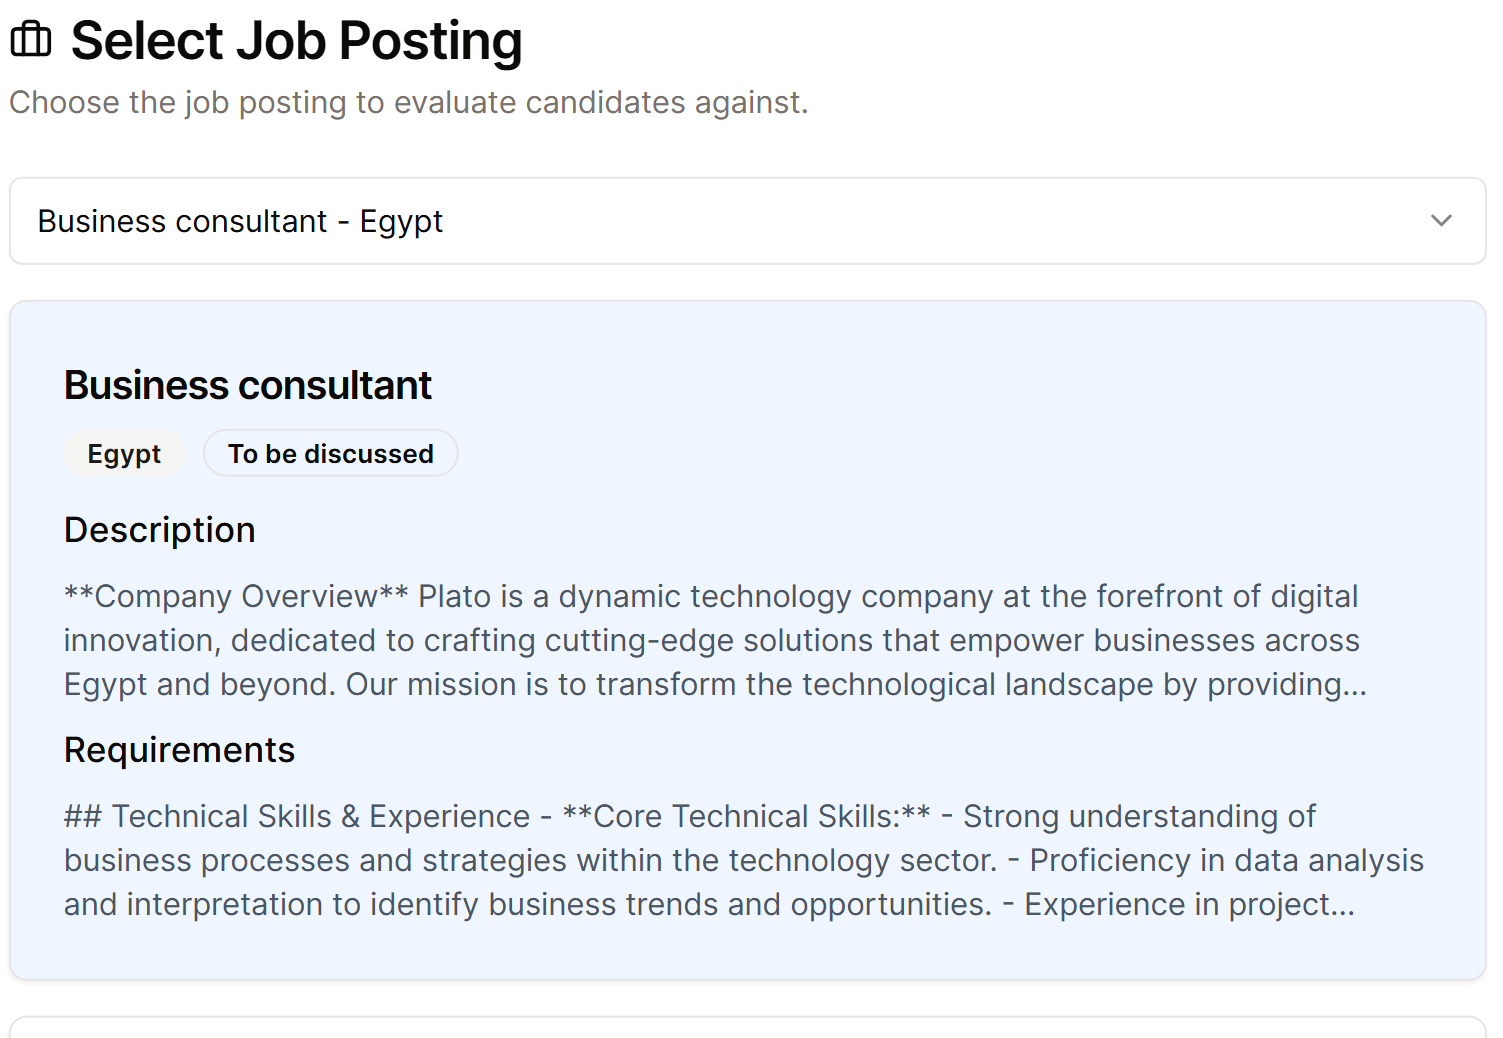 Select Job Posting
Choose the job posting to evaluate candidates against.
Business consultant - Egypt
Business consultant
Egypt
To be discussed
Description
**Company Overview** Plato is a dynamic technology company at the forefront of digital
innovation, dedicated to crafting cutting-edge solutions that empower businesses across
Egypt and beyond. Our mission is to transform the technological landscape by providing...
Requirements
## Technical Skills & Experience - **Core Technical Skills:** - Strong understanding of
business processes and strategies within the technology sector. - Proficiency in data analysis
and interpretation to identify business trends and opportunities. - Experience in project...